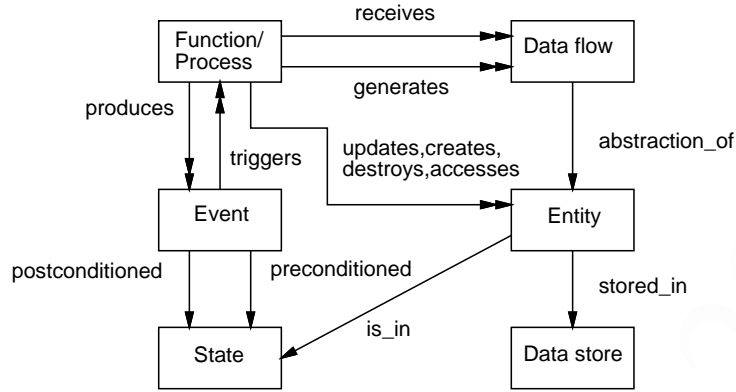 receives
Function/
Process
Data flow
generates
produces
triggers
updates,creates,
destroys,accesses
abstraction_of
Event
Entity
postconditioned
preconditioned
stored_in
is_in
State
Data store